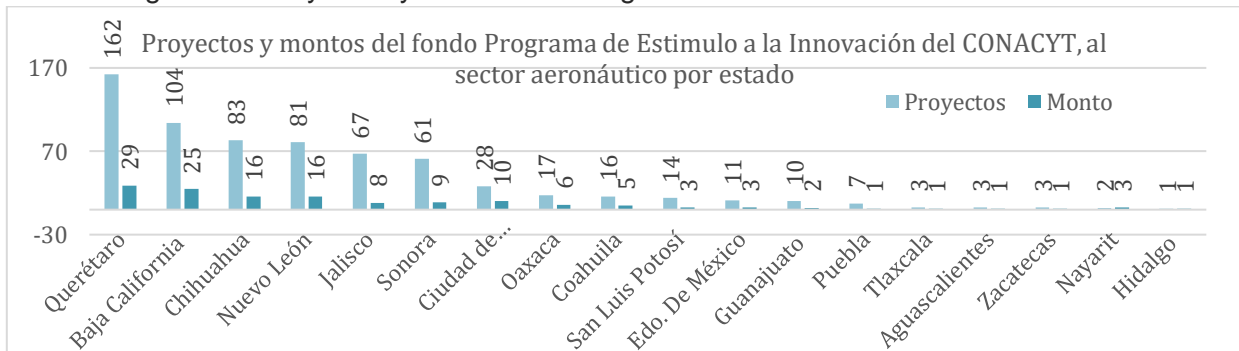 Proyectos y montos del fondo Programa de Estimulo a la Innovación del CONACYT, al
sector aeronáutico por estado
Proyectos
Monto
170
70
-30
162
29
104
25
83
16
81
16
67
8
61
9
28
10
17
6
16
5
14
3
11
3
10
2
7
1
3
1
3
1
3
1
2
3
1
1
Querétaro
Baja California
Chihuahua
Nuevo León
Jalisco
Sonora
Ciudad de...
Oaxaca
Coahuila
San Luis Potosí
Edo. De México
Guanajuato
Puebla
Tlaxcala
Aguascalientes
Zacatecas
Nayarit
Hidalgo